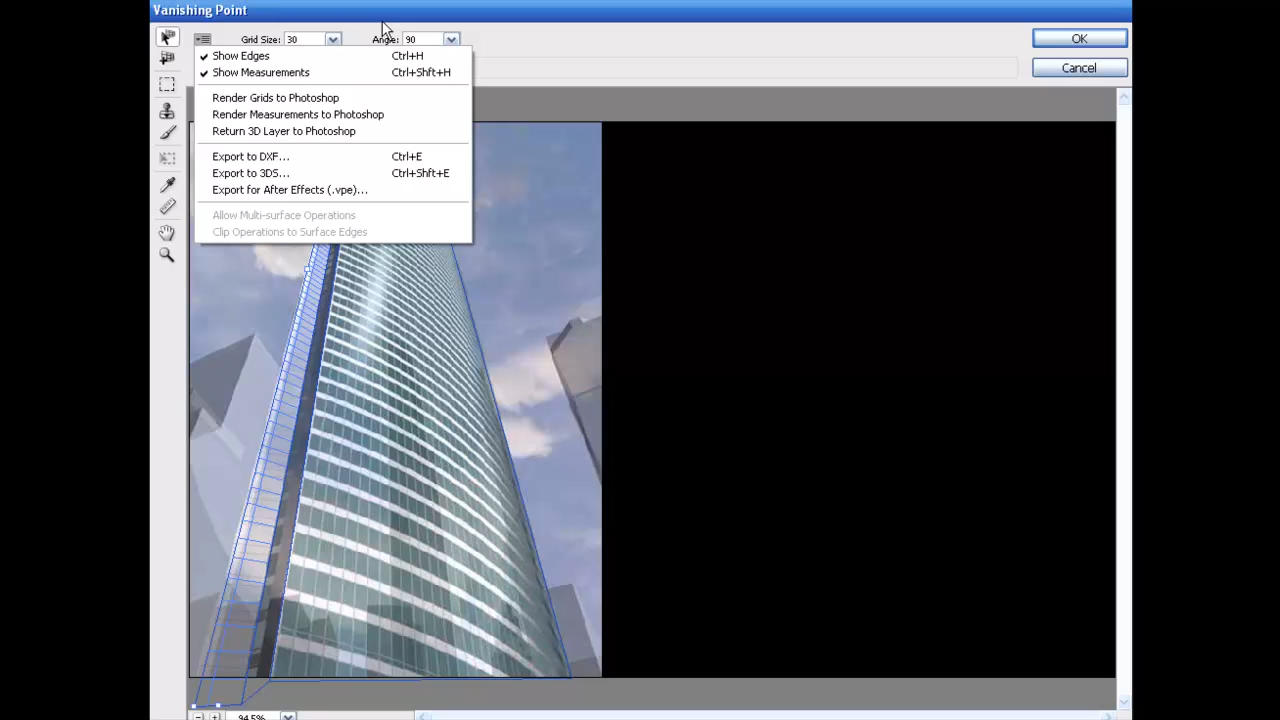 Vanishing Point
Grid Size: 30 Angle: 90 OK
Show Edges Ctrl+H
Show Measurements Ctrl+Shft+H Cancel
Render Grids to Photoshop
Render Measurements to Photoshop
Return 3D Layer to Photoshop
Export to DXF... Ctrl+E
Export to 3DS... Ctrl+Shft+E
Export for After Effects (.vpe)...
Allow Multi-surface Operations
Clip Operations to Surface Edges
94.5%